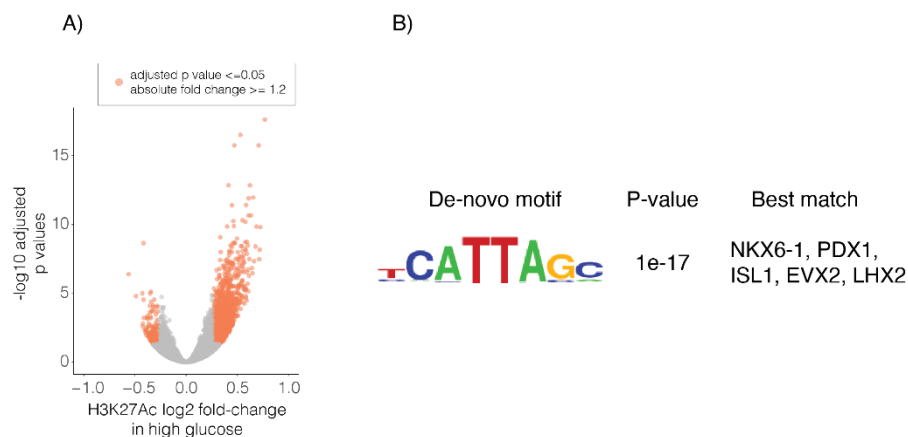 A)
B)
adjusted p value <=0.05
absolute fold change >= 1.2
-log10 adjusted
p values
15
10
5
0
−1.0 −0.5 0.0 0.5 1.0
H3K27Ac log2 fold-change
in high glucose
De-novo motif P-value Best match
TCATTAGC 1e-17 NKX6-1, PDX1,
ISL1, EVX2, LHX2